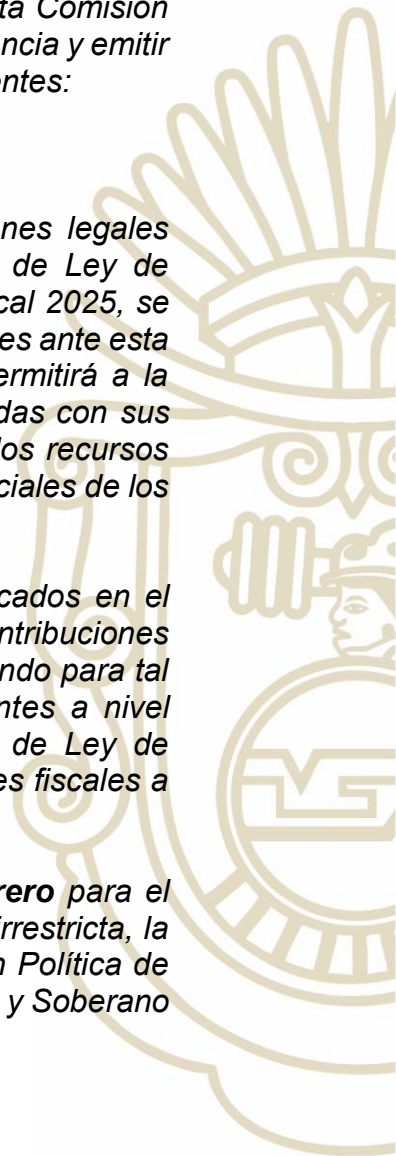 ta Comisión
ncia y emitir
entes:
nes legales
de Ley de
cal 2025, se
es ante esta
ermitirá a la
das con sus
los recursos
ciales de los
cados en el
ntribuciones
ndo para tal
ntes a nivel
de Ley de
es fiscales a
rero para el
irrestricta, la
n Política de
y Soberano